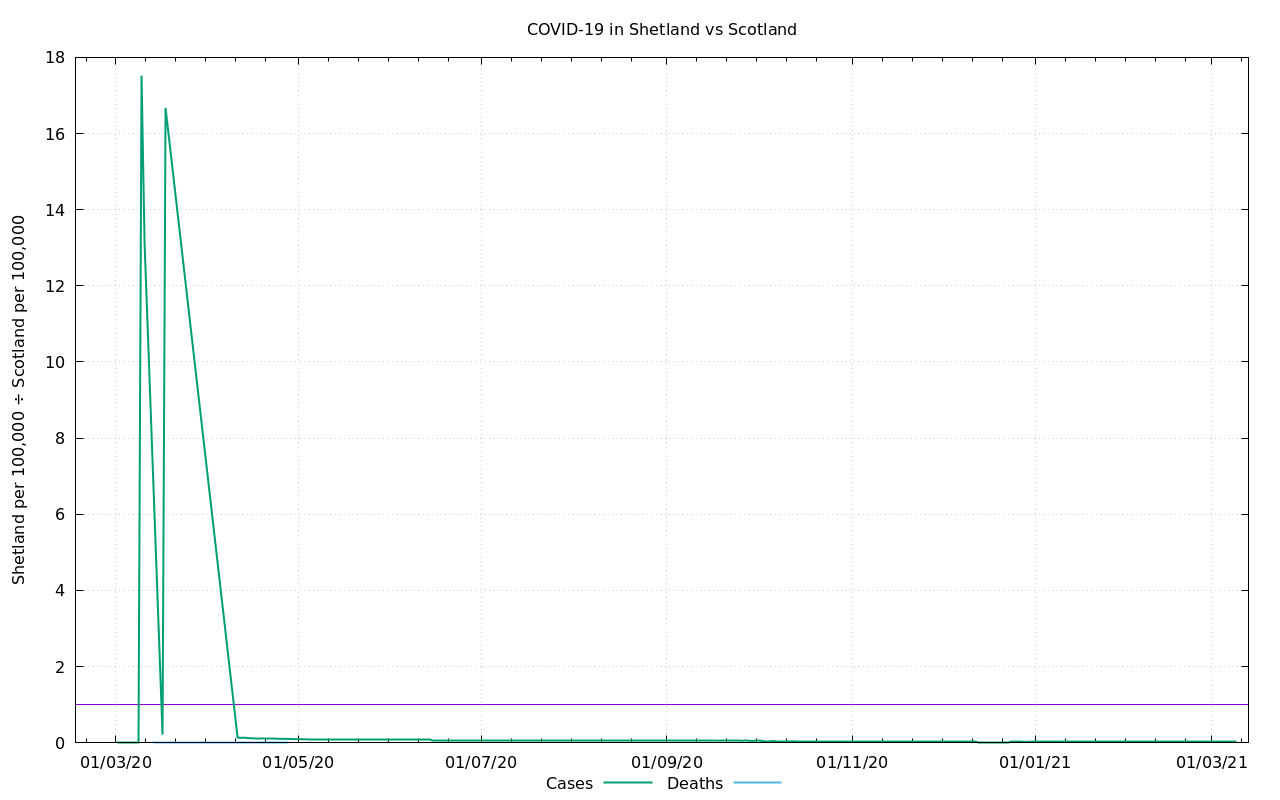 COVID-19 in Shetland vs Scotland
Shetland per 100,000 ÷ Scotland per 100,000
18
16
14
12
10
8
6
4
2
0
01/03/20 01/05/20 01/07/20 01/09/20 01/11/20 01/01/21 01/03/21
Cases Deaths